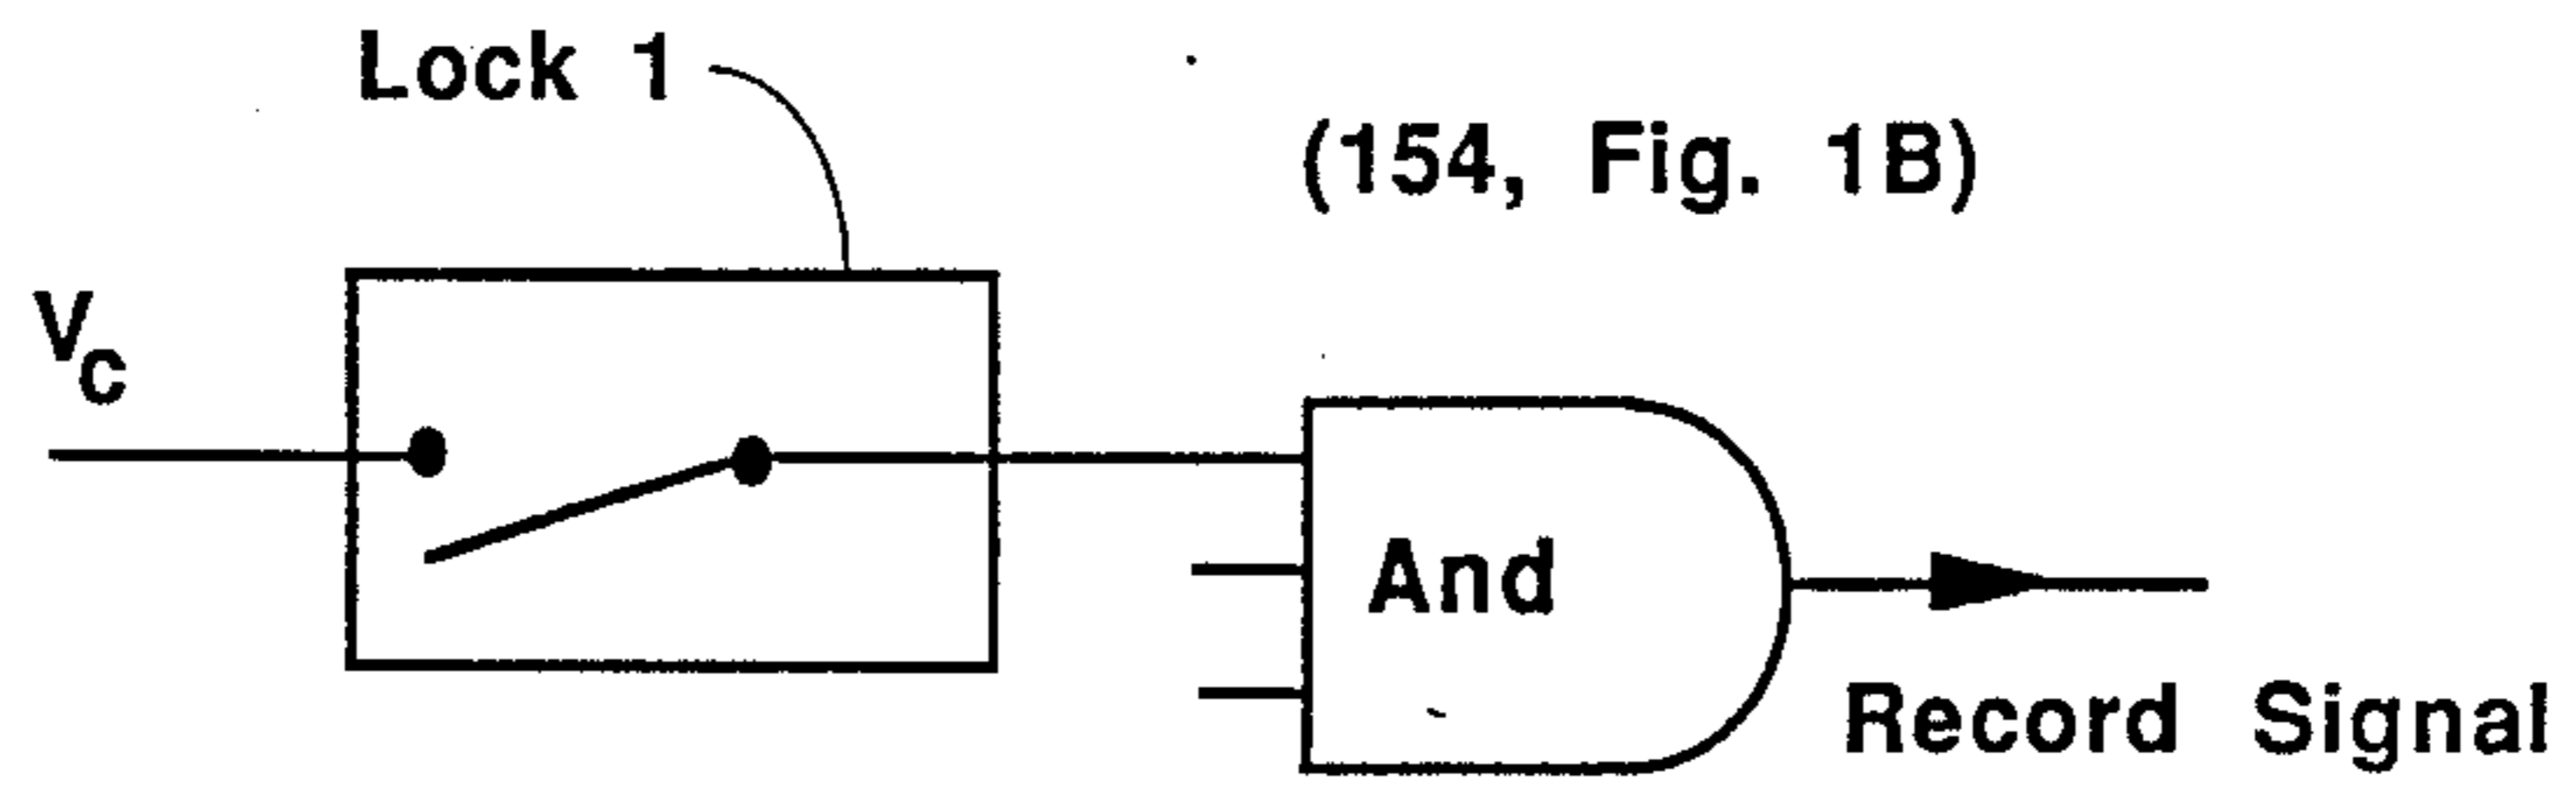 Lock 1
(154, Fig. 1B)
Vc
And
Record Signal